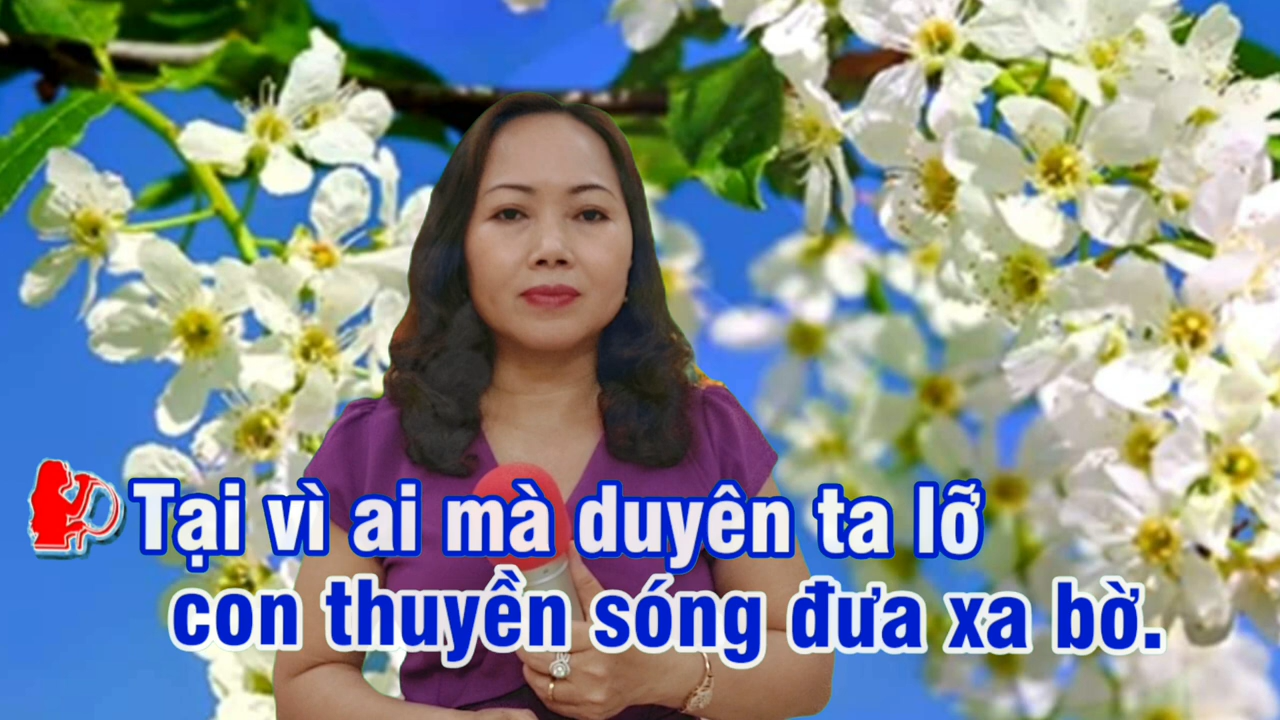 Tại vì ai mà duyên ta lỡ
con thuyền sóng đưa xa bờ.